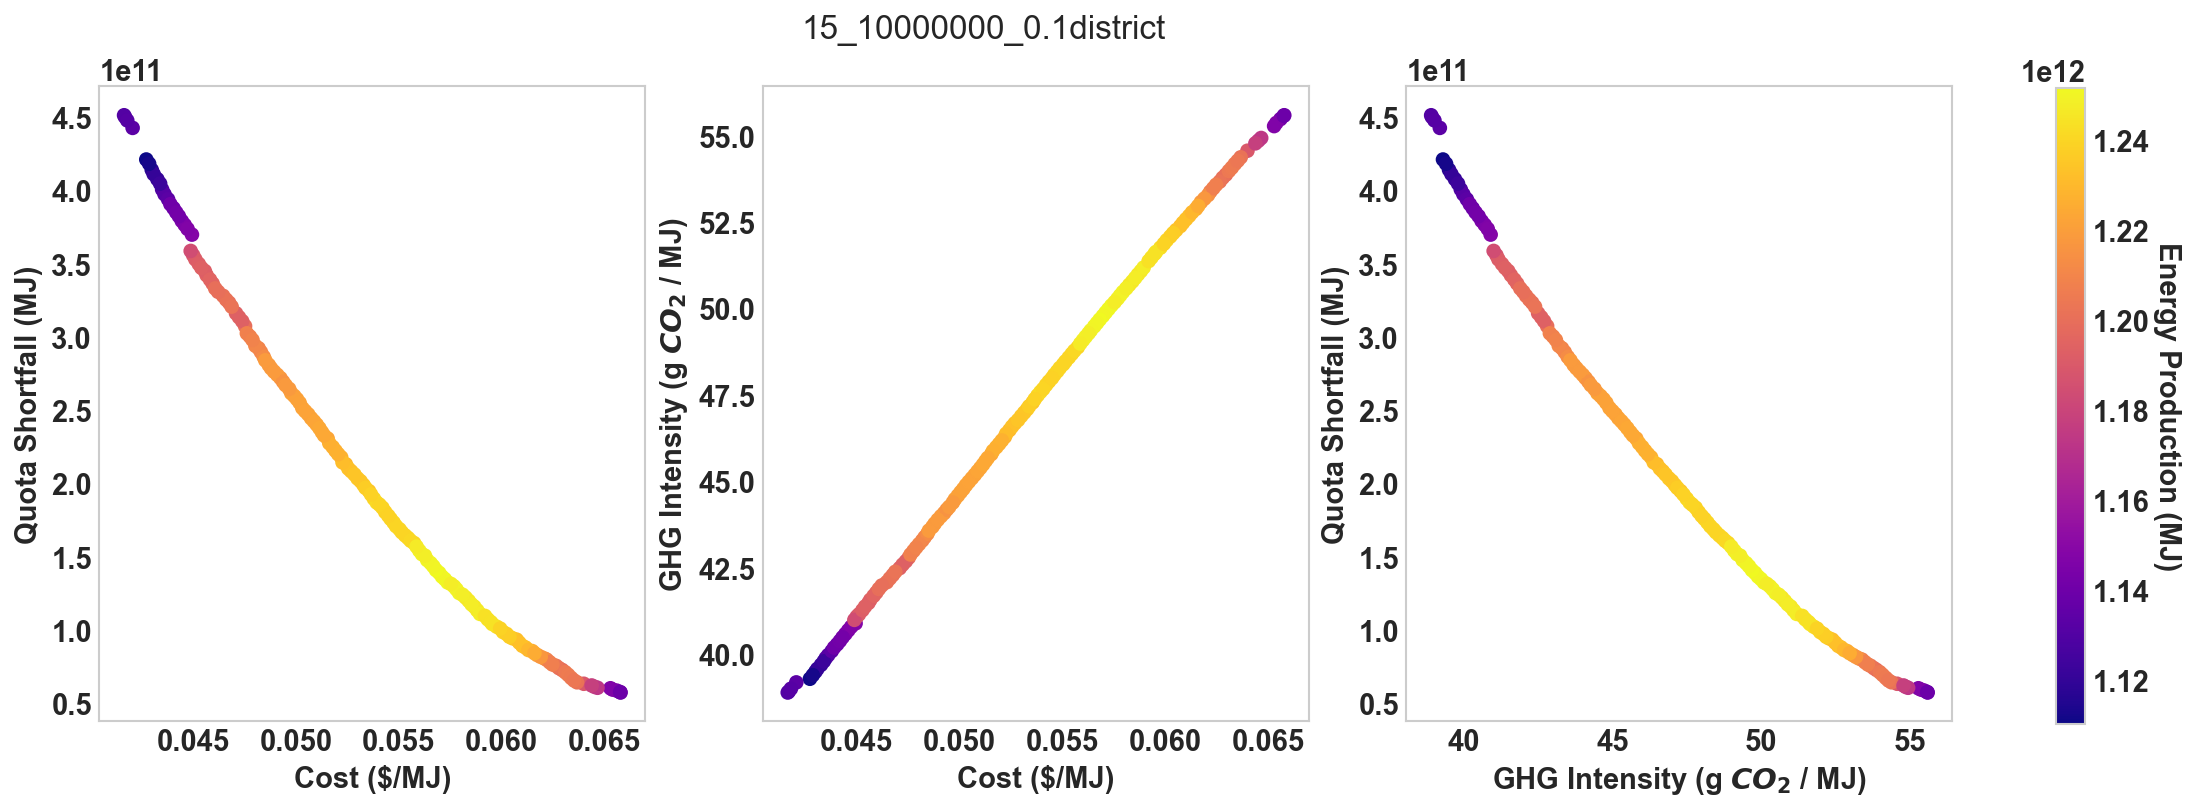 15_10000000_0.1district
1e11
4.5
4.0
3.5
3.0
2.5
2.0
1.5
1.0
0.5
Quota Shortfall (MJ)
0.045 0.050 0.055 0.060 0.065
Cost ($/MJ)
55.0
52.5
50.0
47.5
45.0
42.5
40.0
GHG Intensity (g CO₂ / MJ)
0.045 0.050 0.055 0.060 0.065
Cost ($/MJ)
1e11
4.5
4.0
3.5
3.0
2.5
2.0
1.5
1.0
0.5
Quota Shortfall (MJ)
40 45 50 55
GHG Intensity (g CO₂ / MJ)
1e12
1.24
1.22
1.20
1.18
1.16
1.14
1.12
Energy Production (MJ)